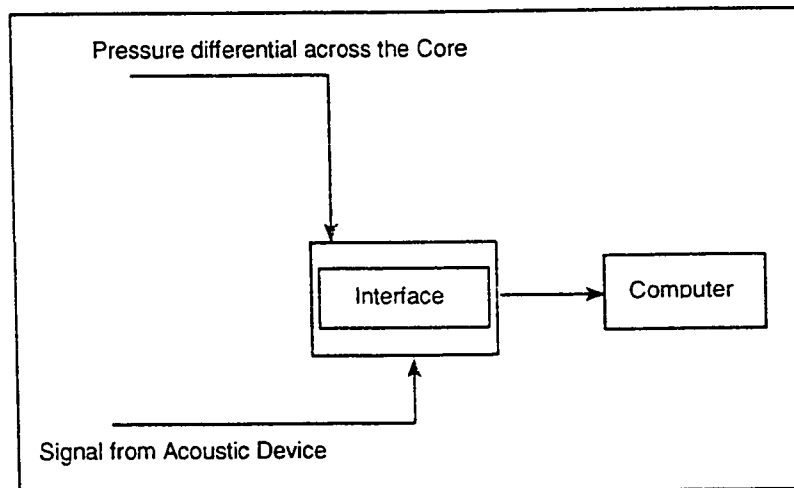 Pressure differential across the Core
Interface
Computer
Signal from Acoustic Device